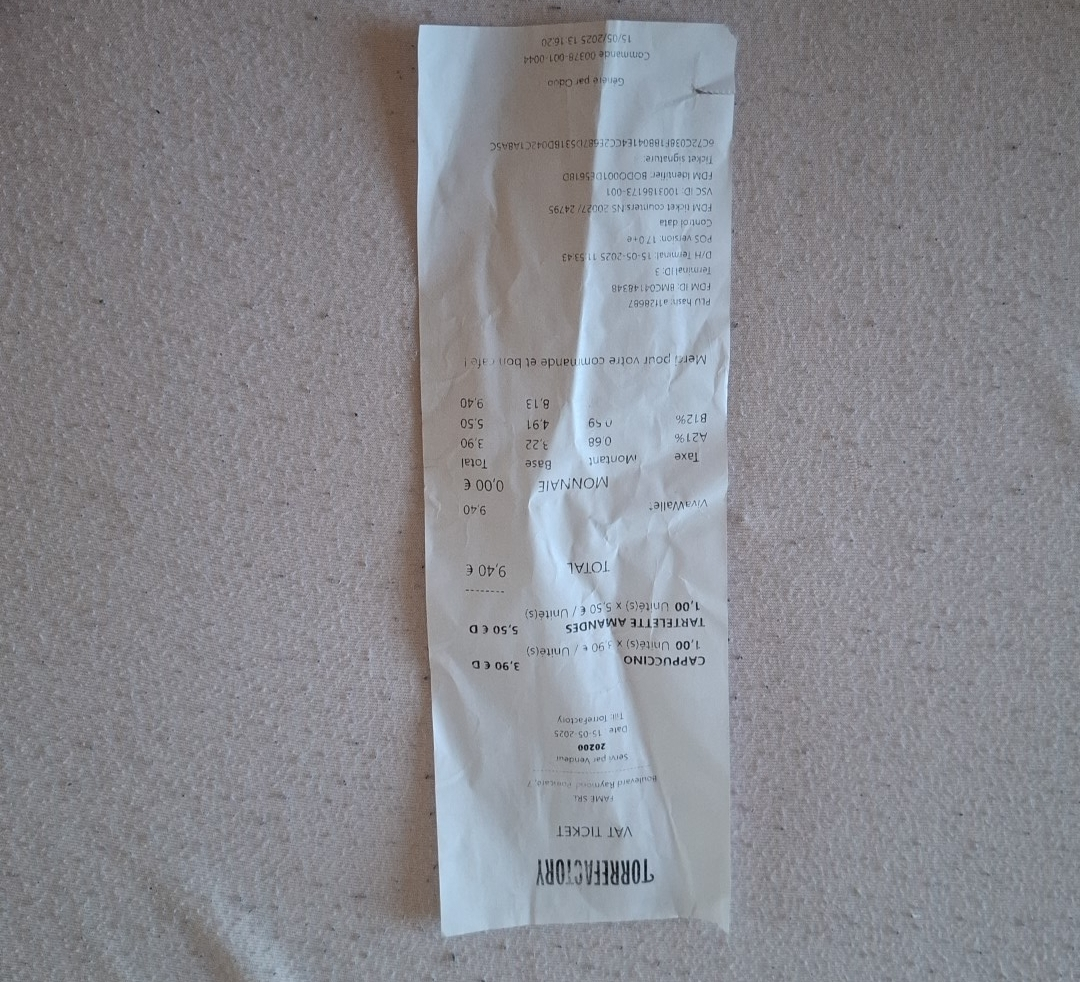 TORREFACTORY
VAT TICKET
FAME SRL
Boulevard Raymond Poincaré, 7
Servi par Vendeur
20200
Date 15-05-2025
Till: Torrefactory
CAPPUCCINO 3,90 € D
1,00 Unité(s) x 3,90 € / Unité(s)
TARTELETTE AMANDES 5,50 € D
1,00 Unité(s) x 5,50 € / Unité(s)
--------
TOTAL 9,40 €
VivaWalle 9,40
MONNAIE 0,00 €
Taxe Montant Base Total
A21% 0.68 3,22 3,90
B12% 0.59 4,91 5,50
8,13 9,40
Merci pour votre commande et bon café !
PLU hash: a1128687
FDM ID: BMC04148348
Terminal ID: 3
D/H Terminal: 15-05-2025 11:53:43
POS version: 17.0+e
Control data
FDM ticket counters:NS 20027/ 24795
VSC ID: 1003186173-001
FDM Identifier: BODO001DE5618D
Ticket signature:
Généré par Odoo
Commande 00378-001-0044
15/05/2025 13:16:20